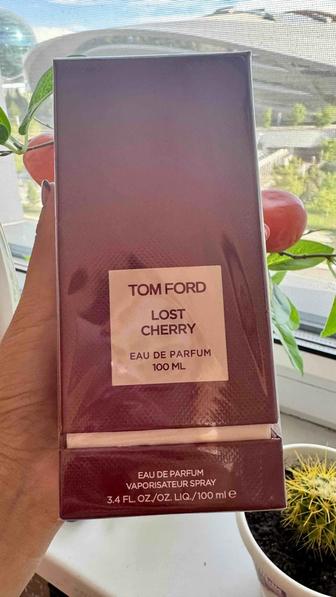 TOM FORD
LOST
CHERRY
EAU DE PARFUM
100 ML
EAU DE PARFUM
VAPORISATEUR SPRAY
3.4 FL. OZ./OZ. LIQ./100 ml ℮